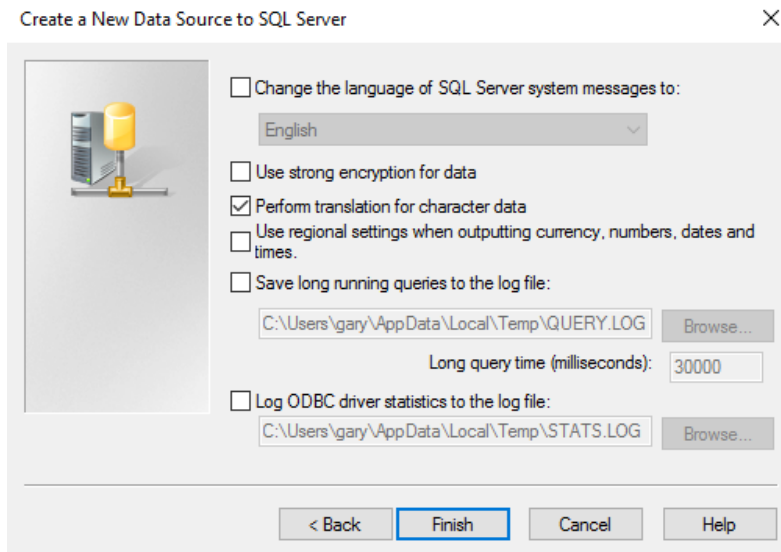 Create a New Data Source to SQL Server
Change the language of SQL Server system messages to:
English
Use strong encryption for data
Perform translation for character data
Use regional settings when outputting currency, numbers, dates and
times.
Save long running queries to the log file:
C:\Users\gary\AppData\Local\Temp\QUERY.LOG Browse...
Long query time (milliseconds): 30000
Log ODBC driver statistics to the log file:
C:\Users\gary\AppData\Local\Temp\STATS.LOG Browse...
< Back Finish Cancel Help